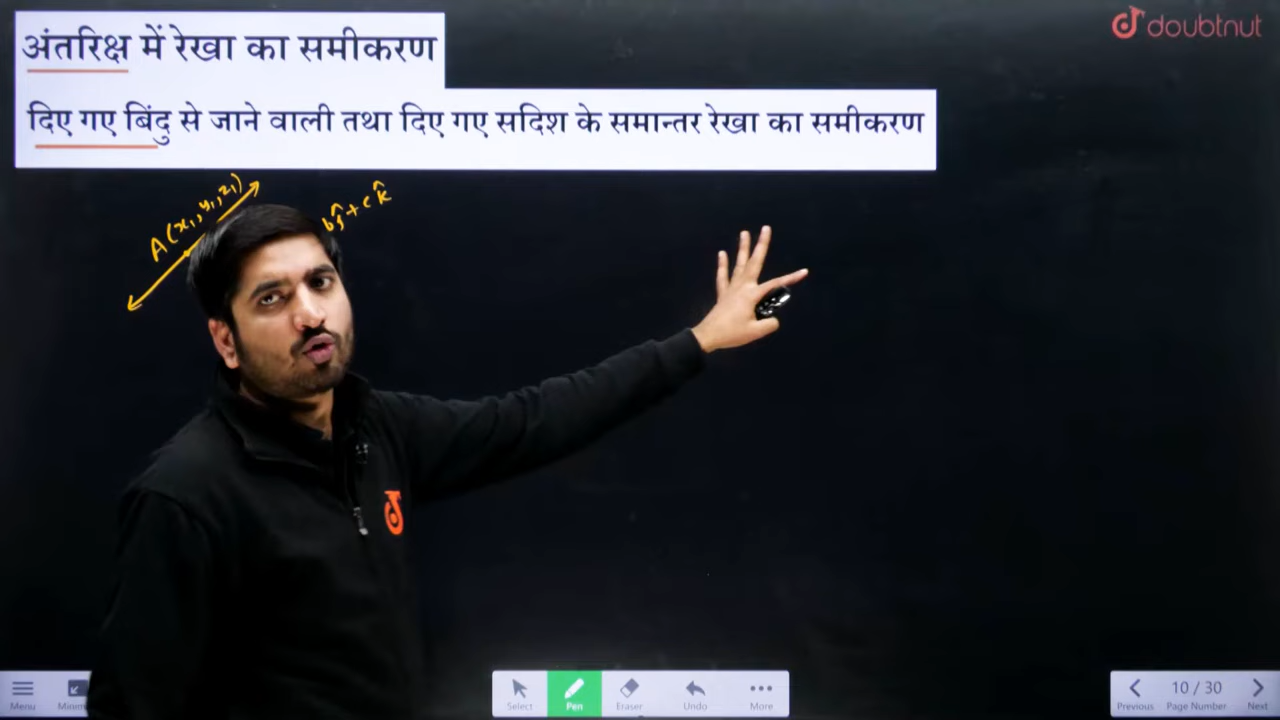 अंतरिक्ष में रेखा का समीकरण
doubtnut
दिए गए बिंदु से जाने वाली तथा दिए गए सदिश के समान्तर रेखा का समीकरण
A(x₁,y₁,z₁)
bĵ+ck̂
Menu
Select
Pen
Eraser
Undo
More
10 / 30
Previous
Page Number
Next